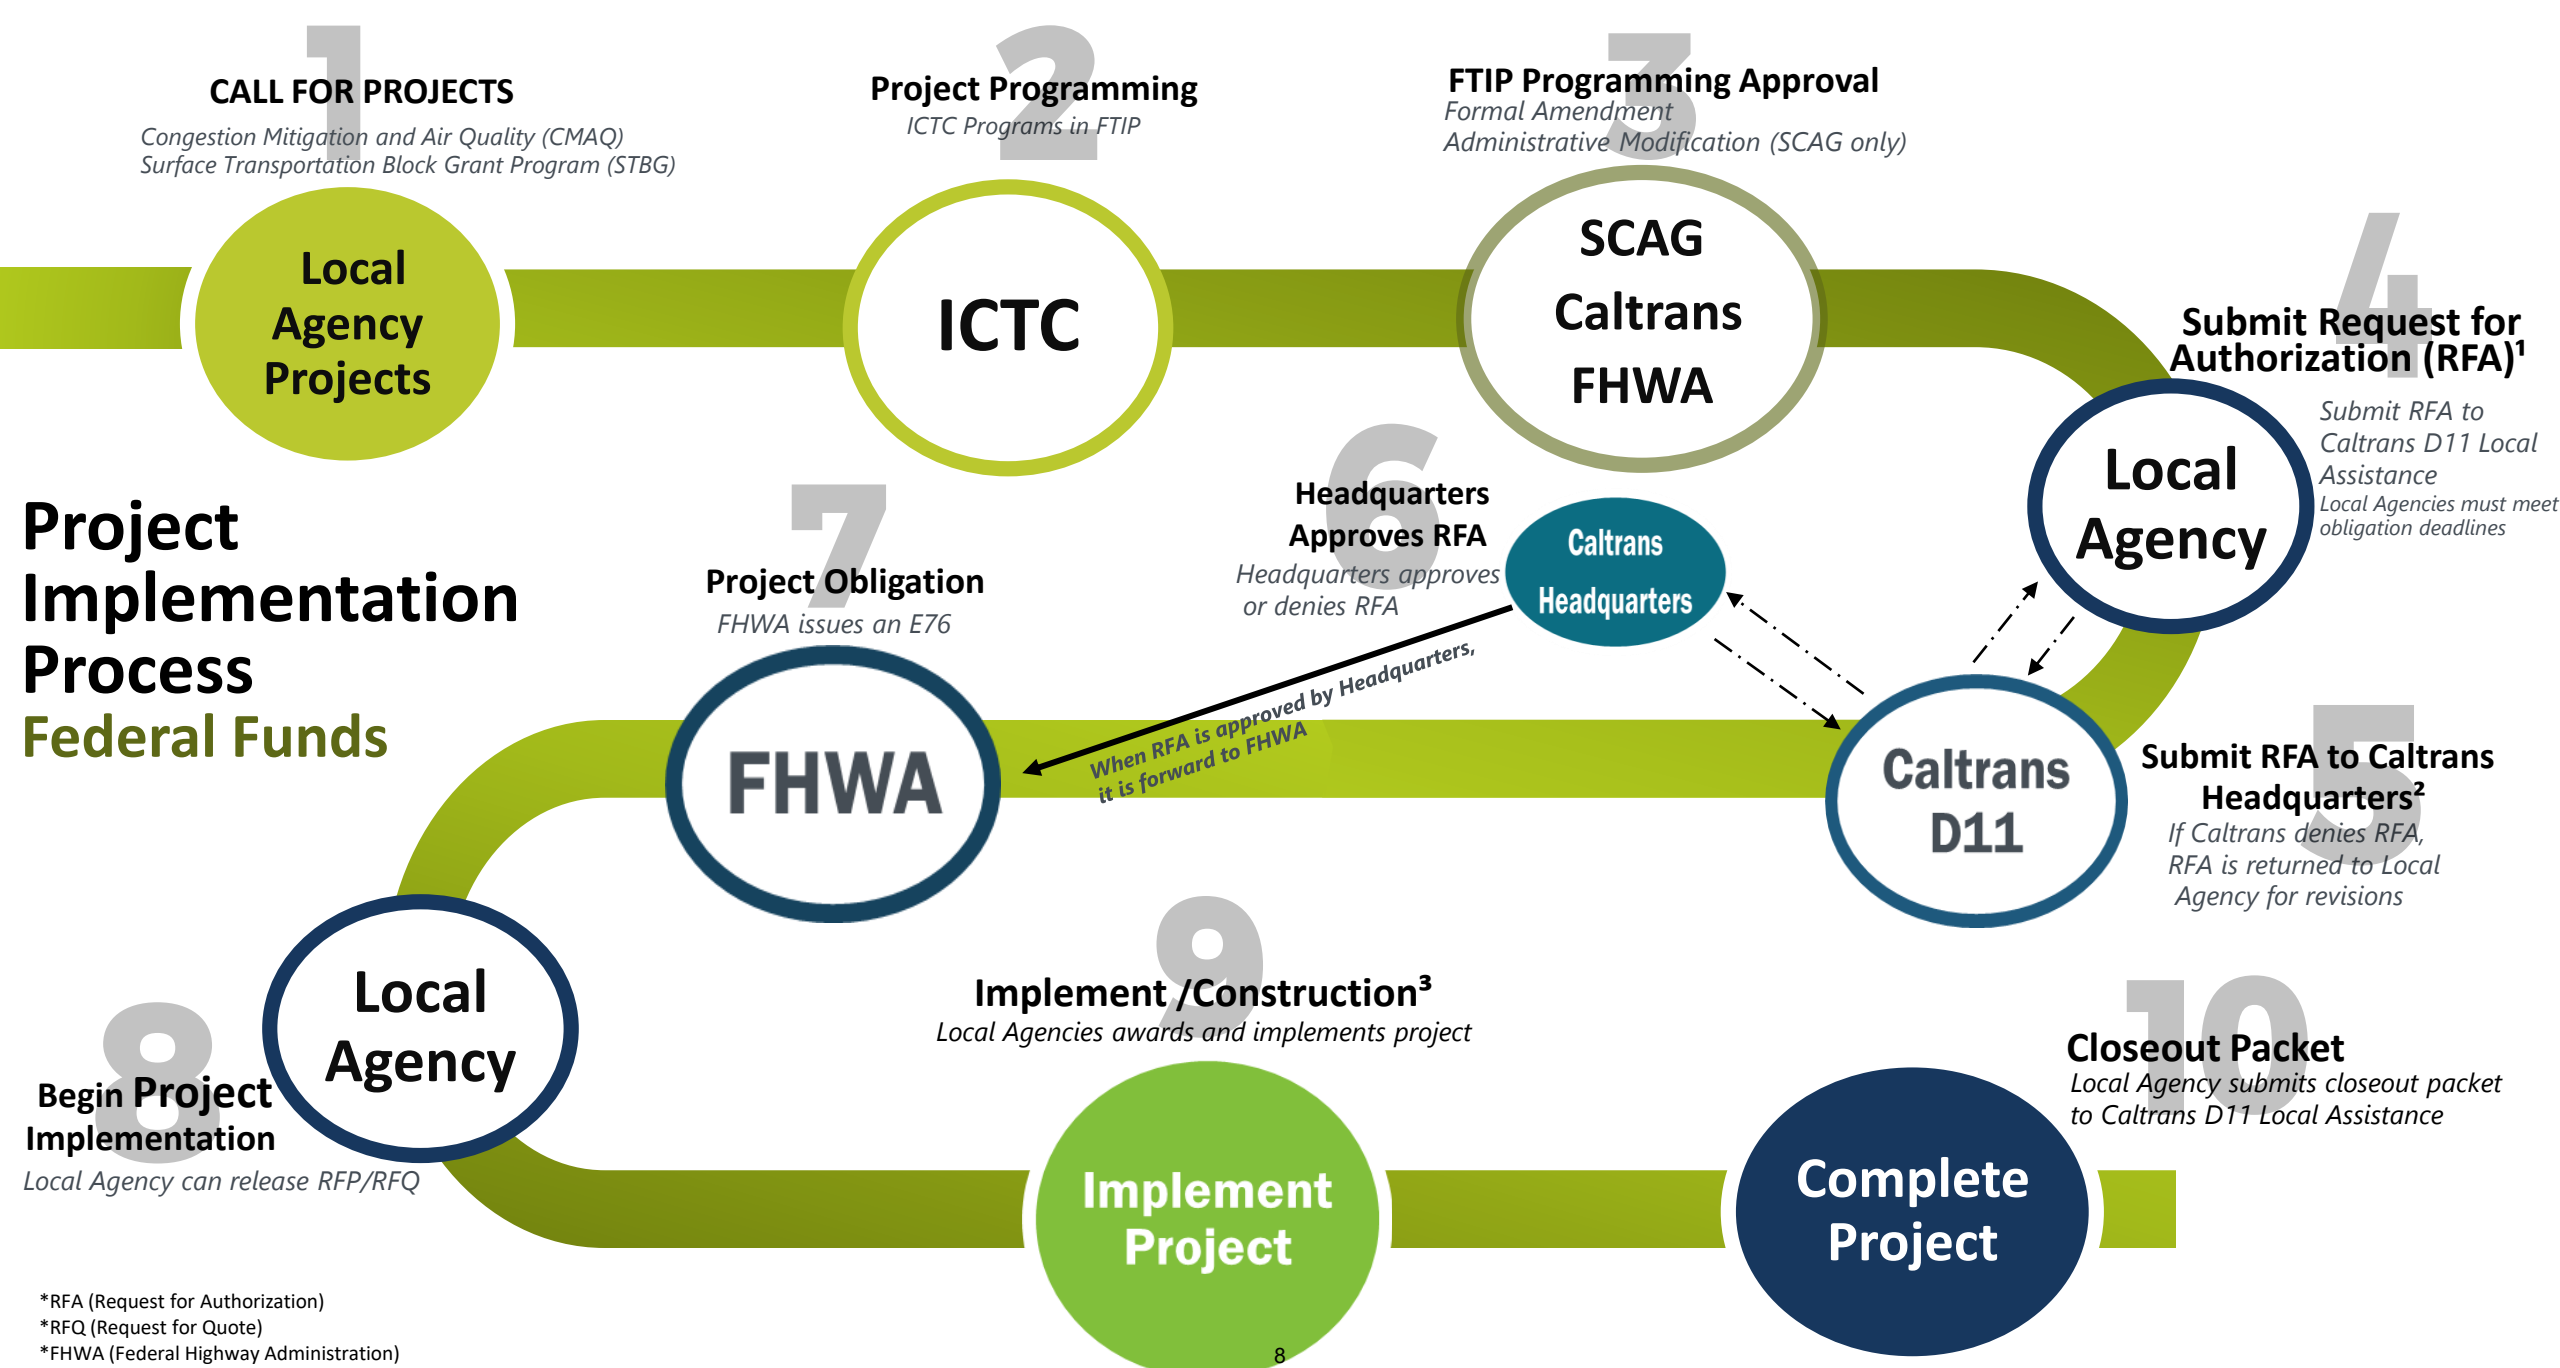 1
CALL FOR PROJECTS
Congestion Mitigation and Air Quality (CMAQ)
Surface Transportation Block Grant Program (STBG)
Local
Agency
Projects
2
Project Programming
ICTC Programs in FTIP
ICTC
3
FTIP Programming Approval
Formal Amendment
Administrative Modification (SCAG only)
SCAG
Caltrans
FHWA
4
Submit Request for
Authorization (RFA)¹
Submit RFA to
Caltrans D11 Local
Assistance
Local Agencies must meet
obligation deadlines
Local
Agency
Project
Implementation
Process
Federal Funds
5
Submit RFA to Caltrans
Headquarters²
If Caltrans denies RFA,
RFA is returned to Local
Agency for revisions
Caltrans
D11
6
Headquarters
Approves RFA
Headquarters approves
or denies RFA
Caltrans
Headquarters
When RFA is approved by Headquarters,
it is forward to FHWA
7
Project Obligation
FHWA issues an E76
FHWA
8
Begin Project
Implementation
Local Agency can release RFP/RFQ
Local
Agency
9
Implement /Construction³
Local Agencies awards and implements project
Implement
Project
10
Closeout Packet
Local Agency submits closeout packet
to Caltrans D11 Local Assistance
Complete
Project
*RFA (Request for Authorization)
*RFQ (Request for Quote)
*FHWA (Federal Highway Administration)
8